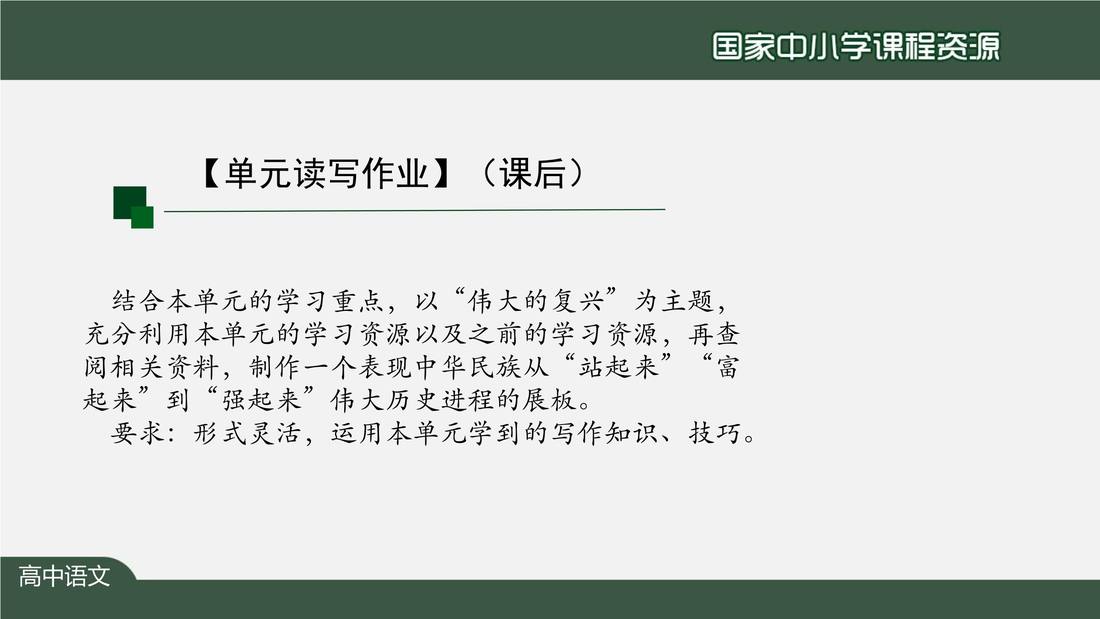 国家中小学课程资源
【单元读写作业】（课后）
结合本单元的学习重点，以“伟大的复兴”为主题，
充分利用本单元的学习资源以及之前的学习资源，再查
阅相关资料，制作一个表现中华民族从“站起来”“富
起来”到“强起来”伟大历史进程的展板。
要求：形式灵活，运用本单元学到的写作知识、技巧。
高中语文